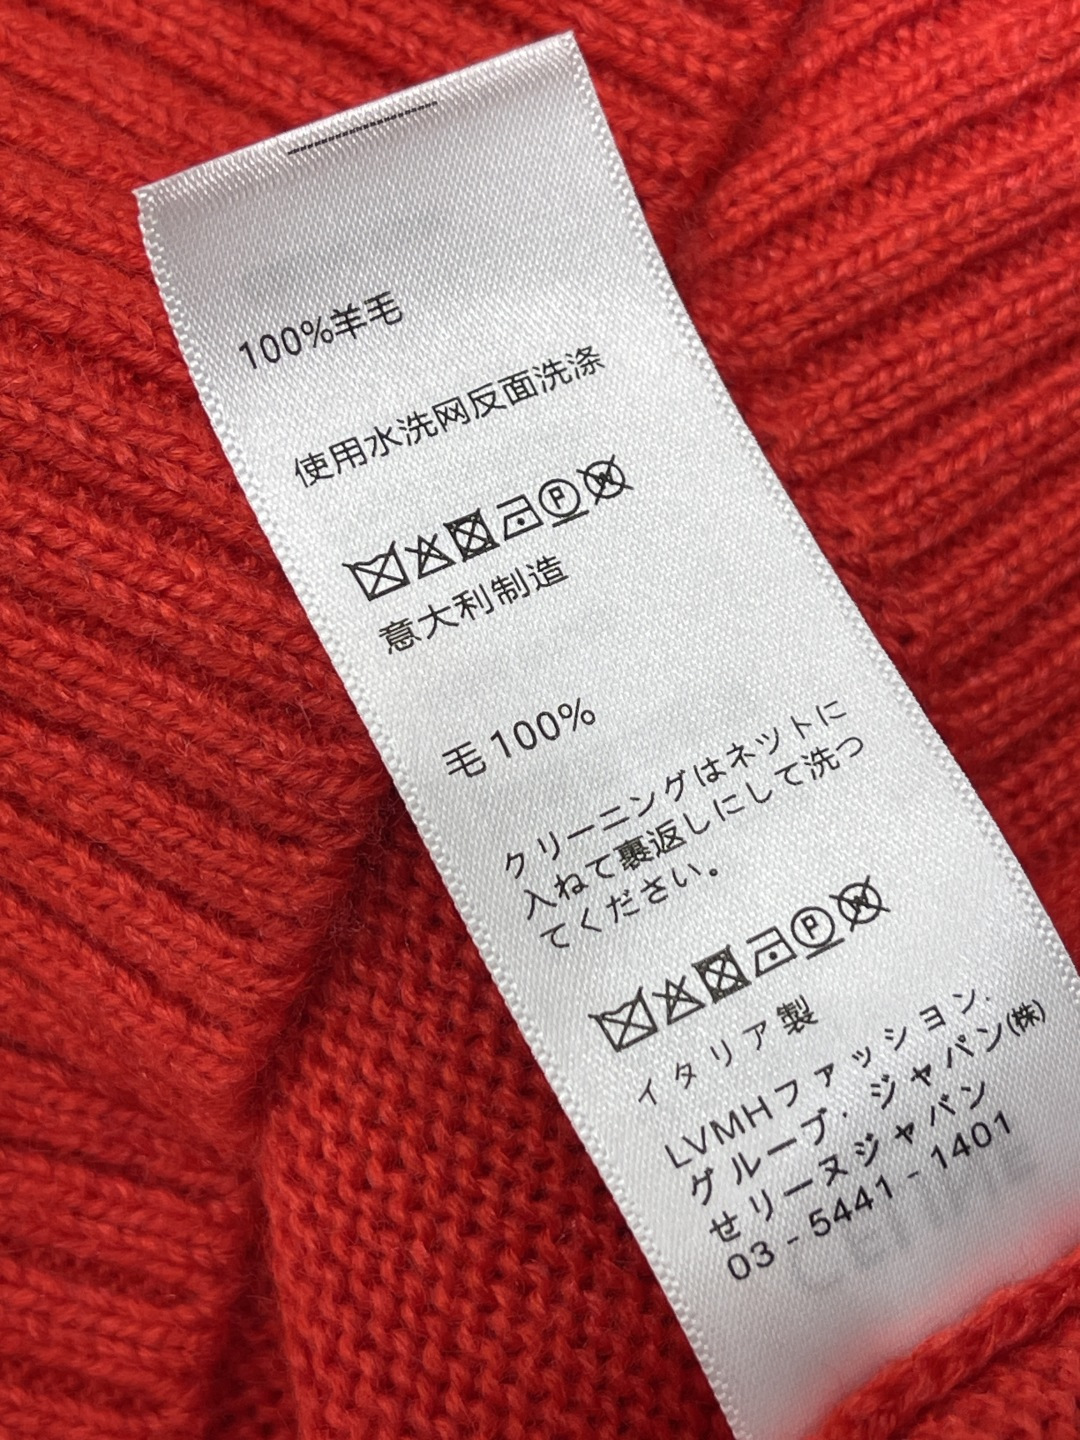 100%羊毛
使用水洗网反面洗涤
P W
意大利制造
毛 100%
クリーニングはネツトに
入ねて裏返しにして洗つ
てください。
P W
イタリア製
LVMHファッション.
グループ・ジャパン(株)
せリーヌジャパン
03-5441-1401